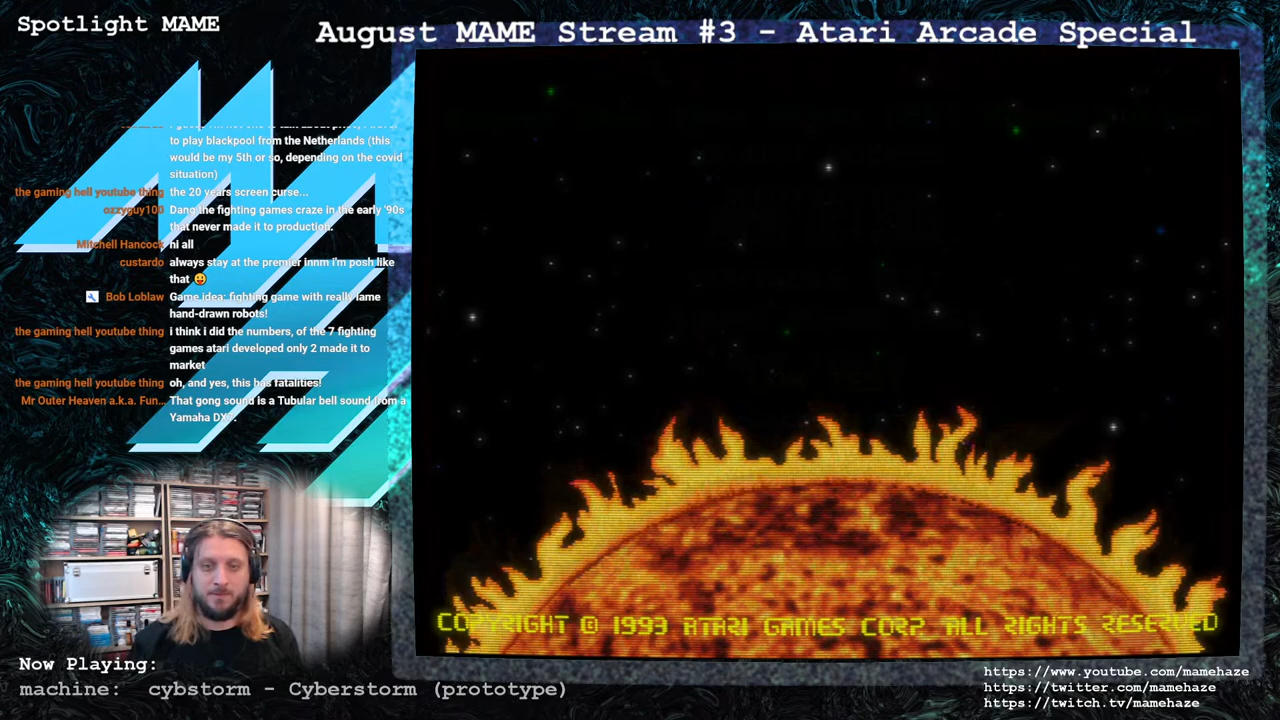 Spotlight MAME
August MAME Stream #3 - Atari Arcade Special
to play blackpool from the Netherlands (this
would be my 5th or so, depending on the covid
situation)
the gaming hell youtube thing the 20 years screen curse...
ozzyguy100 Dang the fighting games craze in the early '90s
that never made it to production.
Mitchell Hancock hi all
custardo always stay at the premier innm i'm posh like
that 😛
Bob Loblaw Game idea: fighting game with really lame
hand-drawn robots!
the gaming hell youtube thing i think i did the numbers, of the 7 fighting
games atari developed only 2 made it to
market
the gaming hell youtube thing oh, and yes, this has fatalities!
Mr Outer Heaven a.k.a. Fun... That gong sound is a Tubular bell sound from a
Yamaha
COPYRIGHT © 1993 ATARI GAMES CORP. ALL RIGHTS RESERVED
Now Playing:
machine: cybstorm - Cyberstorm (prototype)
https://www.youtube.com/mamehaze
https://twitter.com/mamehaze
https://twitch.tv/mamehaze